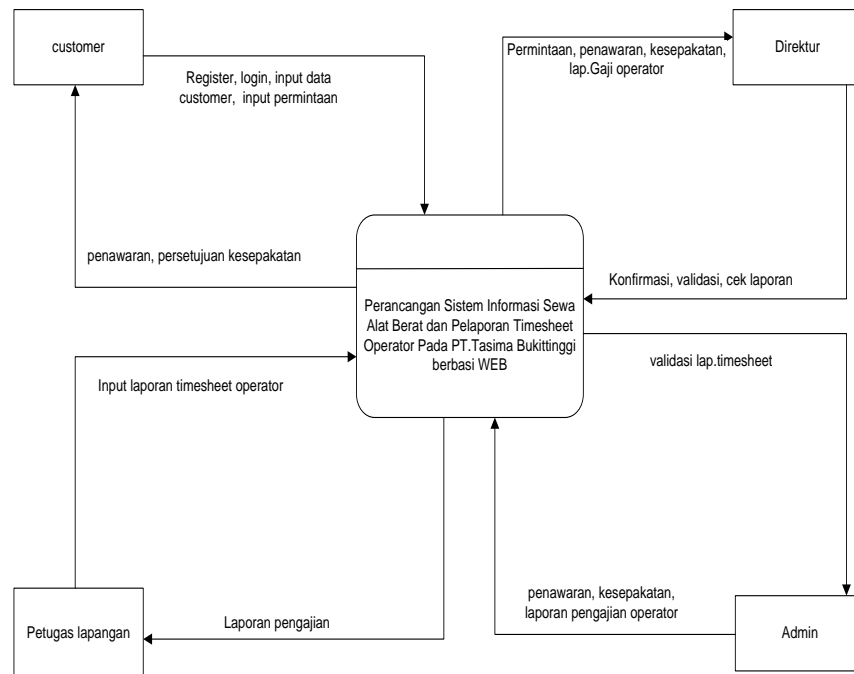 customer
Register, login, input data
customer, input permintaan
Permintaan, penawaran, kesepakatan,
lap.Gaji operator
Direktur
penawaran, persetujuan kesepakatan
Konfirmasi, validasi, cek laporan
Perancangan Sistem Informasi Sewa
Alat Berat dan Pelaporan Timesheet
Operator Pada PT.Tasima Bukittinggi
berbasi WEB
Input laporan timesheet operator
validasi lap.timesheet
Petugas lapangan
Laporan pengajian
penawaran, kesepakatan,
laporan pengajian operator
Admin